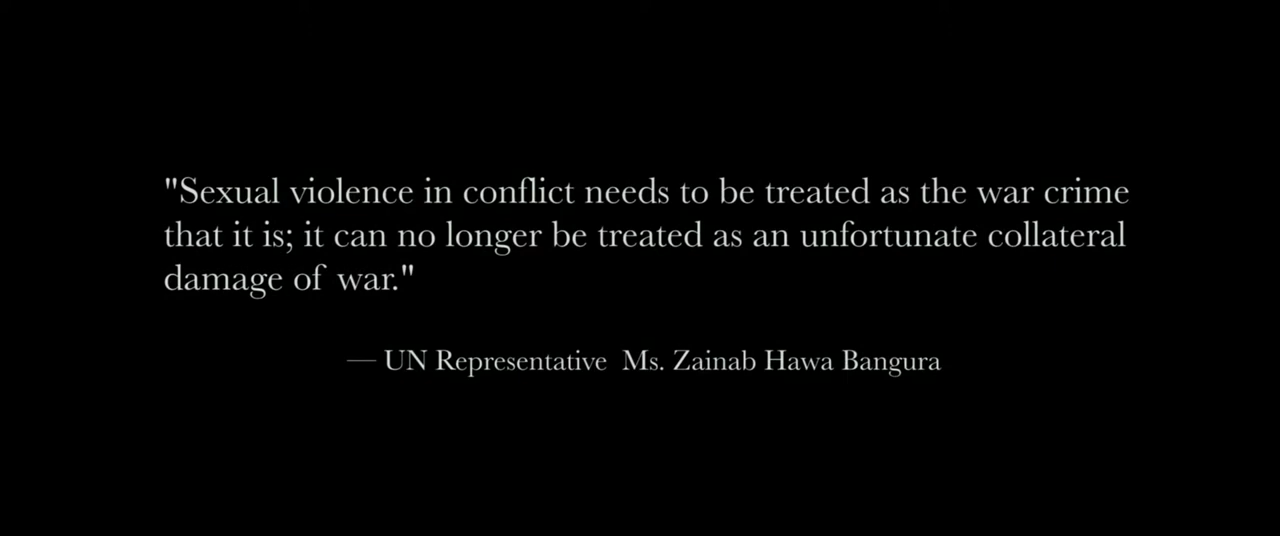 "Sexual violence in conflict needs to be treated as the war crime
that it is; it can no longer be treated as an unfortunate collateral
damage of war."
— UN Representative  Ms. Zainab Hawa Bangura